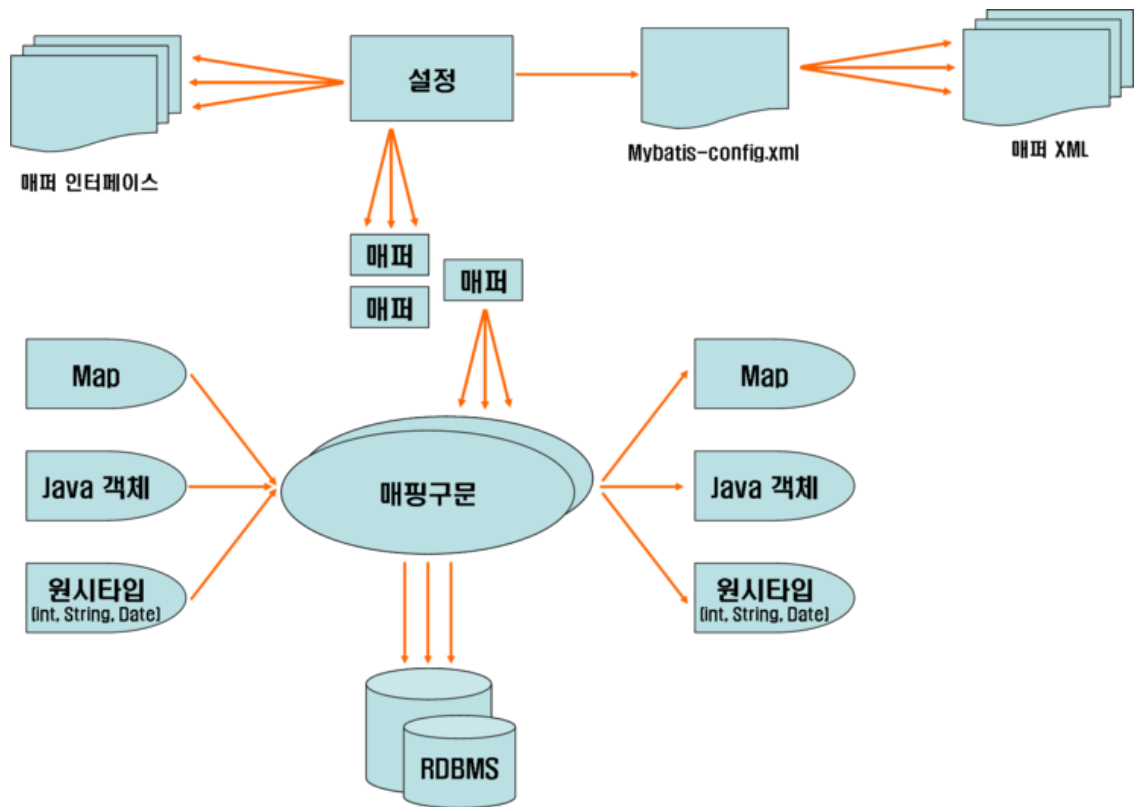 설정
Mybatis-config.xml
매퍼 XML
매퍼 인터페이스
매퍼
매퍼
매퍼
Map
Map
Java 객체
매핑구문
Java 객체
원시타입
(int, String, Date)
원시타입
(int, String, Date)
RDBMS